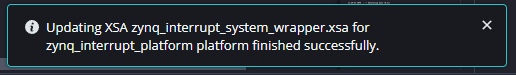 Updating XSA zynq_interrupt_system_wrapper.xsa for
zynq_interrupt_platform platform finished successfully.